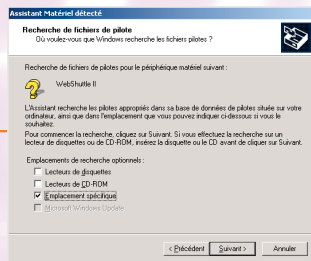 Assistant Matériel détecté
Recherche de fichiers de pilote
Où voulez-vous que Windows recherche les fichiers pilotes ?
Recherche de fichiers de pilotes pour le périphérique matériel suivant :
WebShuttle II
L'Assistant recherche les pilotes appropriés dans sa base de données de pilotes située sur votre
ordinateur, ainsi que dans l'emplacement que vous pouvez indiquer ci-dessous si vous le
souhaitez.
Pour commencer la recherche, cliquez sur Suivant. Si vous effectuez la recherche sur un
lecteur de disquettes ou de CD-ROM, insérez la disquette ou le CD avant de cliquer sur Suivant.
Emplacements de recherche optionnels :
Lecteurs de disquettes
Lecteurs de CD-ROM
Emplacement spécifique
Microsoft Windows Update
< Précédent
Suivant >
Annuler